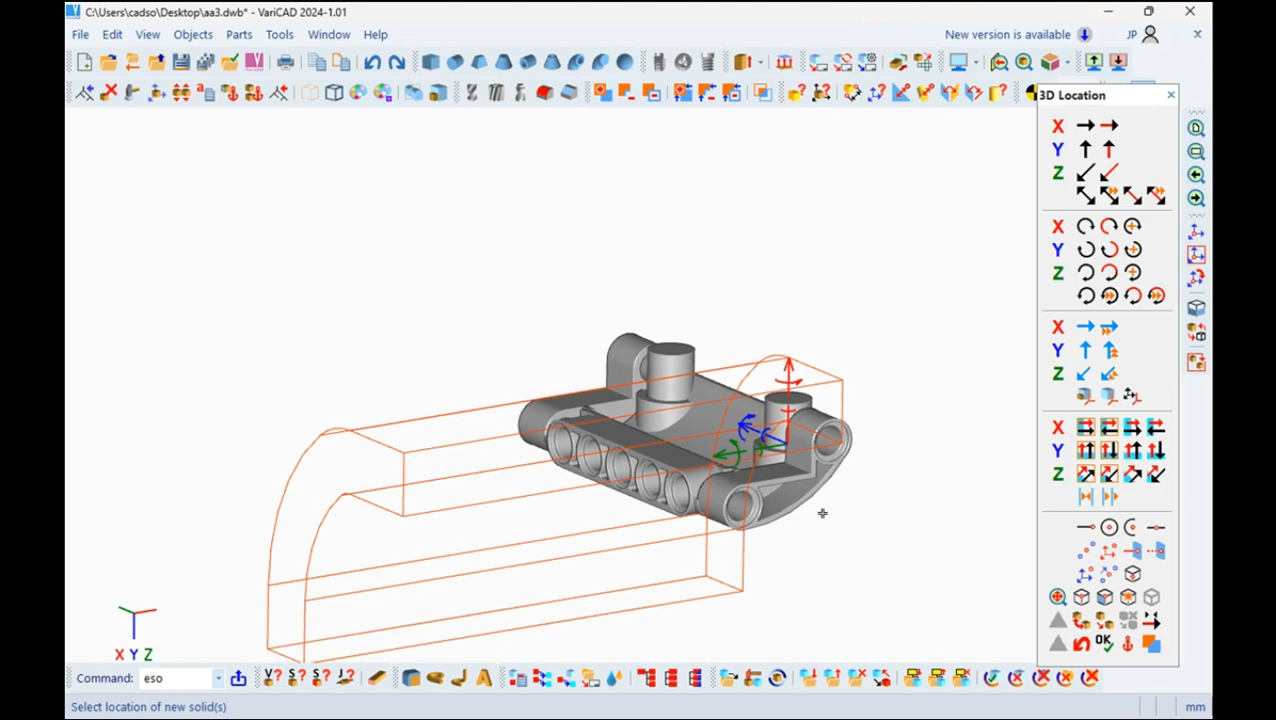 C:\Users\cadso\Desktop\aa3.dwb* - VariCAD 2024-1.01
File Edit View Objects Parts Tools Window Help
New version is available
JP
3D Location
X
Y
Z
X
Y
Z
X
Y
Z
X
Y
Z
OK
X Y Z
Command: eso
Select location of new solid(s)
mm